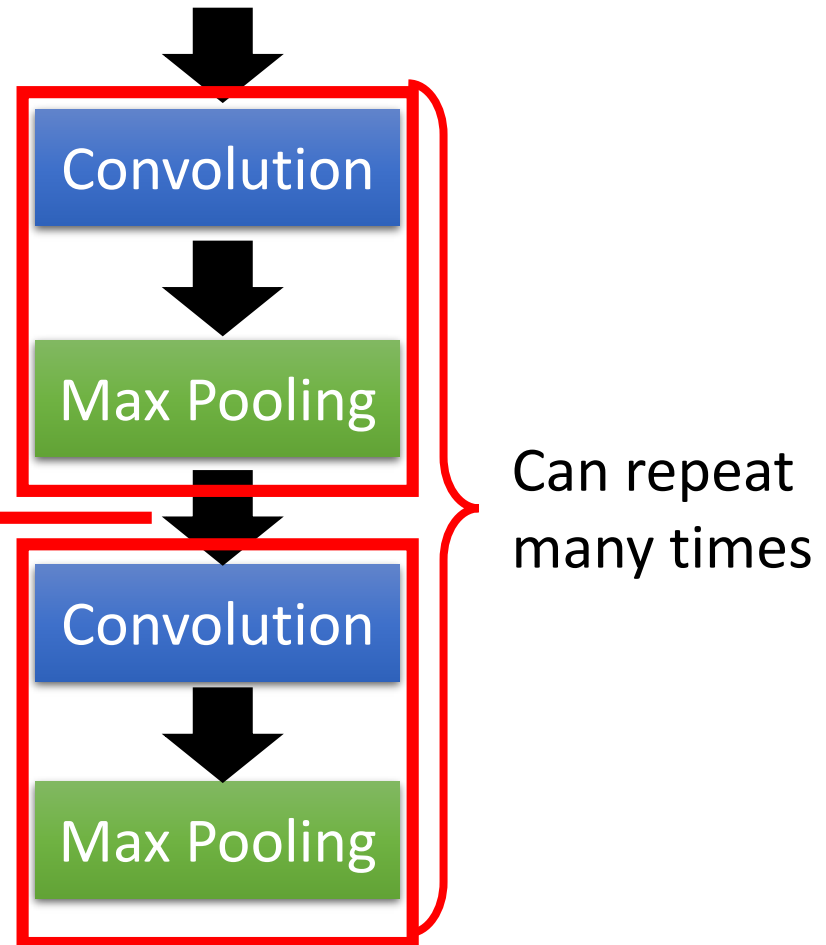 Convolution
Max Pooling
Can repeat
many times
Convolution
Max Pooling